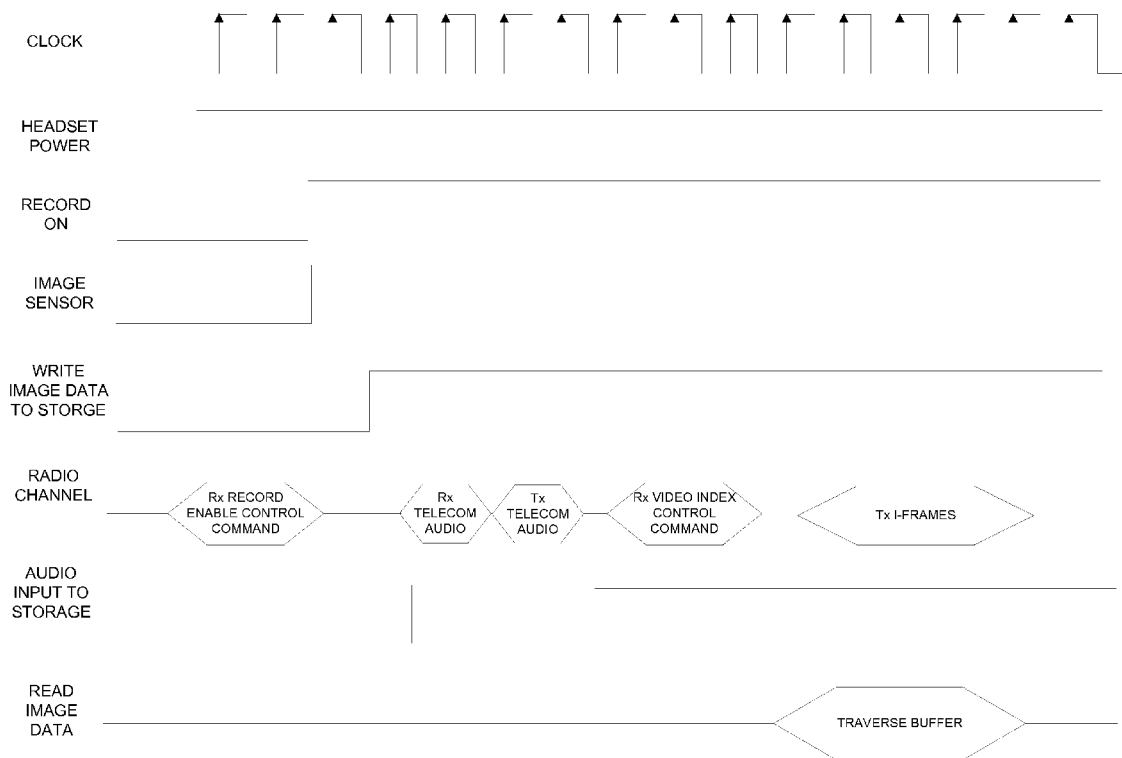 CLOCK
HEADSET
POWER
RECORD
ON
IMAGE
SENSOR
WRITE
IMAGE DATA
TO STORGE
RADIO
CHANNEL
Rx RECORD
ENABLE CONTROL
COMMAND
Rx
TELECOM
AUDIO
Tx
TELECOM
AUDIO
Rx VIDEO INDEX
CONTROL
COMMAND
Tx I-FRAMES
AUDIO
INPUT TO
STORAGE
READ
IMAGE
DATA
TRAVERSE BUFFER